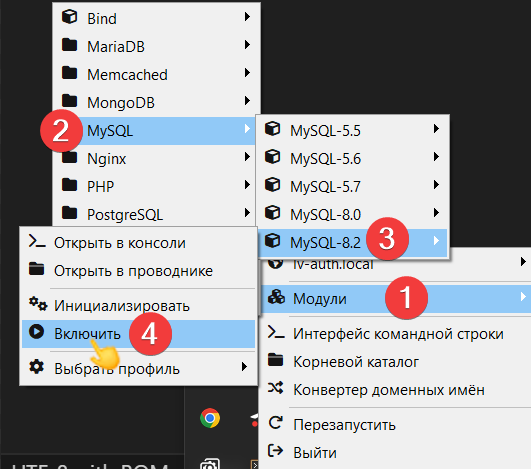 Bind
MariaDB
Memcached
MongoDB
2
MySQL
Nginx
PHP
PostgreSQL
MySQL-5.5
MySQL-5.6
MySQL-5.7
MySQL-8.0
MySQL-8.2
3
lv-auth.local
Модули
1
Интерфейс командной строки
Корневой каталог
Конвертер доменных имён
Перезапустить
Выйти
Открыть в консоли
Открыть в проводнике
Инициализировать
Включить
4
Выбрать профиль
UTF-8 with BOM